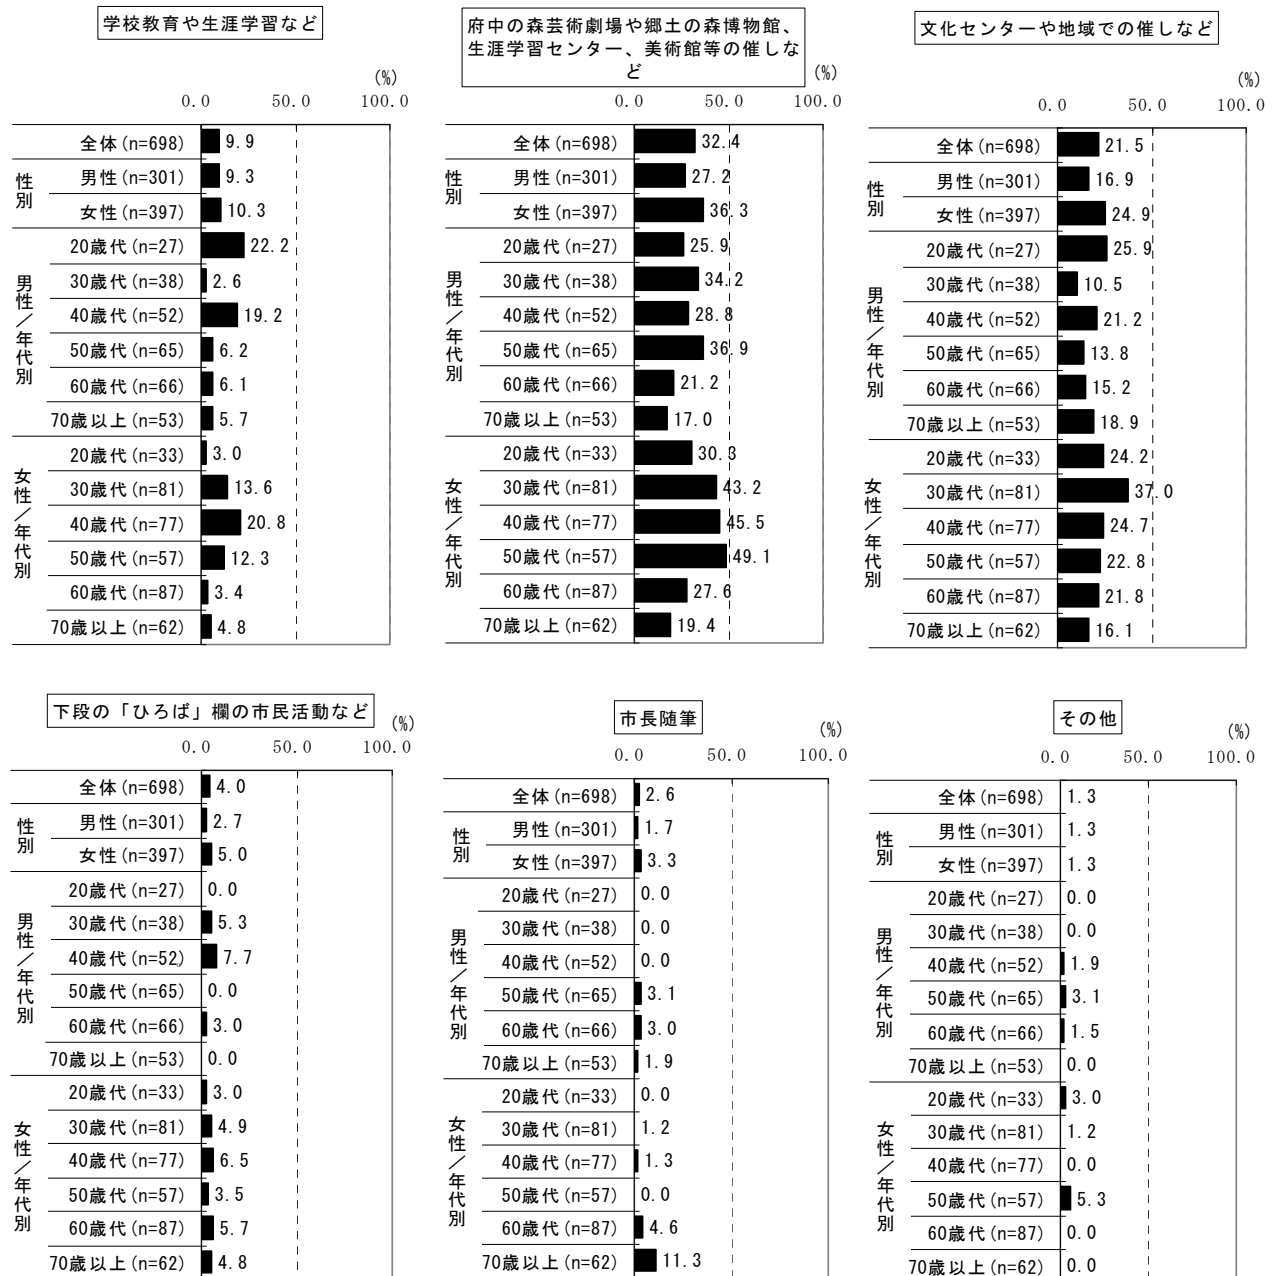 学校教育や生涯学習など
(%)
0.0 50.0 100.0
全体(n=698) 9.9
性別
男性(n=301) 9.3
女性(n=397) 10.3
男性／年代別
20歳代(n=27) 22.2
30歳代(n=38) 2.6
40歳代(n=52) 19.2
50歳代(n=65) 6.2
60歳代(n=66) 6.1
70歳以上(n=53) 5.7
女性／年代別
20歳代(n=33) 3.0
30歳代(n=81) 13.6
40歳代(n=77) 20.8
50歳代(n=57) 12.3
60歳代(n=87) 3.4
70歳以上(n=62) 4.8
府中の森芸術劇場や郷土の森博物館、
生涯学習センター、美術館等の催しな
ど
(%)
0.0 50.0 100.0
全体(n=698) 32.4
性別
男性(n=301) 27.2
女性(n=397) 36.3
男性／年代別
20歳代(n=27) 25.9
30歳代(n=38) 34.2
40歳代(n=52) 28.8
50歳代(n=65) 36.9
60歳代(n=66) 21.2
70歳以上(n=53) 17.0
女性／年代別
20歳代(n=33) 30.3
30歳代(n=81) 43.2
40歳代(n=77) 45.5
50歳代(n=57) 49.1
60歳代(n=87) 27.6
70歳以上(n=62) 19.4
文化センターや地域での催しなど
(%)
0.0 50.0 100.0
全体(n=698) 21.5
性別
男性(n=301) 16.9
女性(n=397) 24.9
男性／年代別
20歳代(n=27) 25.9
30歳代(n=38) 10.5
40歳代(n=52) 21.2
50歳代(n=65) 13.8
60歳代(n=66) 15.2
70歳以上(n=53) 18.9
女性／年代別
20歳代(n=33) 24.2
30歳代(n=81) 37.0
40歳代(n=77) 24.7
50歳代(n=57) 22.8
60歳代(n=87) 21.8
70歳以上(n=62) 16.1
下段の「ひろば」欄の市民活動など
(%)
0.0 50.0 100.0
全体(n=698) 4.0
性別
男性(n=301) 2.7
女性(n=397) 5.0
男性／年代別
20歳代(n=27) 0.0
30歳代(n=38) 5.3
40歳代(n=52) 7.7
50歳代(n=65) 0.0
60歳代(n=66) 3.0
70歳以上(n=53) 0.0
女性／年代別
20歳代(n=33) 3.0
30歳代(n=81) 4.9
40歳代(n=77) 6.5
50歳代(n=57) 3.5
60歳代(n=87) 5.7
70歳以上(n=62) 4.8
市長随筆
(%)
0.0 50.0 100.0
全体(n=698) 2.6
性別
男性(n=301) 1.7
女性(n=397) 3.3
男性／年代別
20歳代(n=27) 0.0
30歳代(n=38) 0.0
40歳代(n=52) 0.0
50歳代(n=65) 3.1
60歳代(n=66) 3.0
70歳以上(n=53) 1.9
女性／年代別
20歳代(n=33) 0.0
30歳代(n=81) 1.2
40歳代(n=77) 1.3
50歳代(n=57) 0.0
60歳代(n=87) 4.6
70歳以上(n=62) 11.3
その他
(%)
0.0 50.0 100.0
全体(n=698) 1.3
性別
男性(n=301) 1.3
女性(n=397) 1.3
男性／年代別
20歳代(n=27) 0.0
30歳代(n=38) 0.0
40歳代(n=52) 1.9
50歳代(n=65) 3.1
60歳代(n=66) 1.5
70歳以上(n=53) 0.0
女性／年代別
20歳代(n=33) 3.0
30歳代(n=81) 1.2
40歳代(n=77) 0.0
50歳代(n=57) 5.3
60歳代(n=87) 0.0
70歳以上(n=62) 0.0